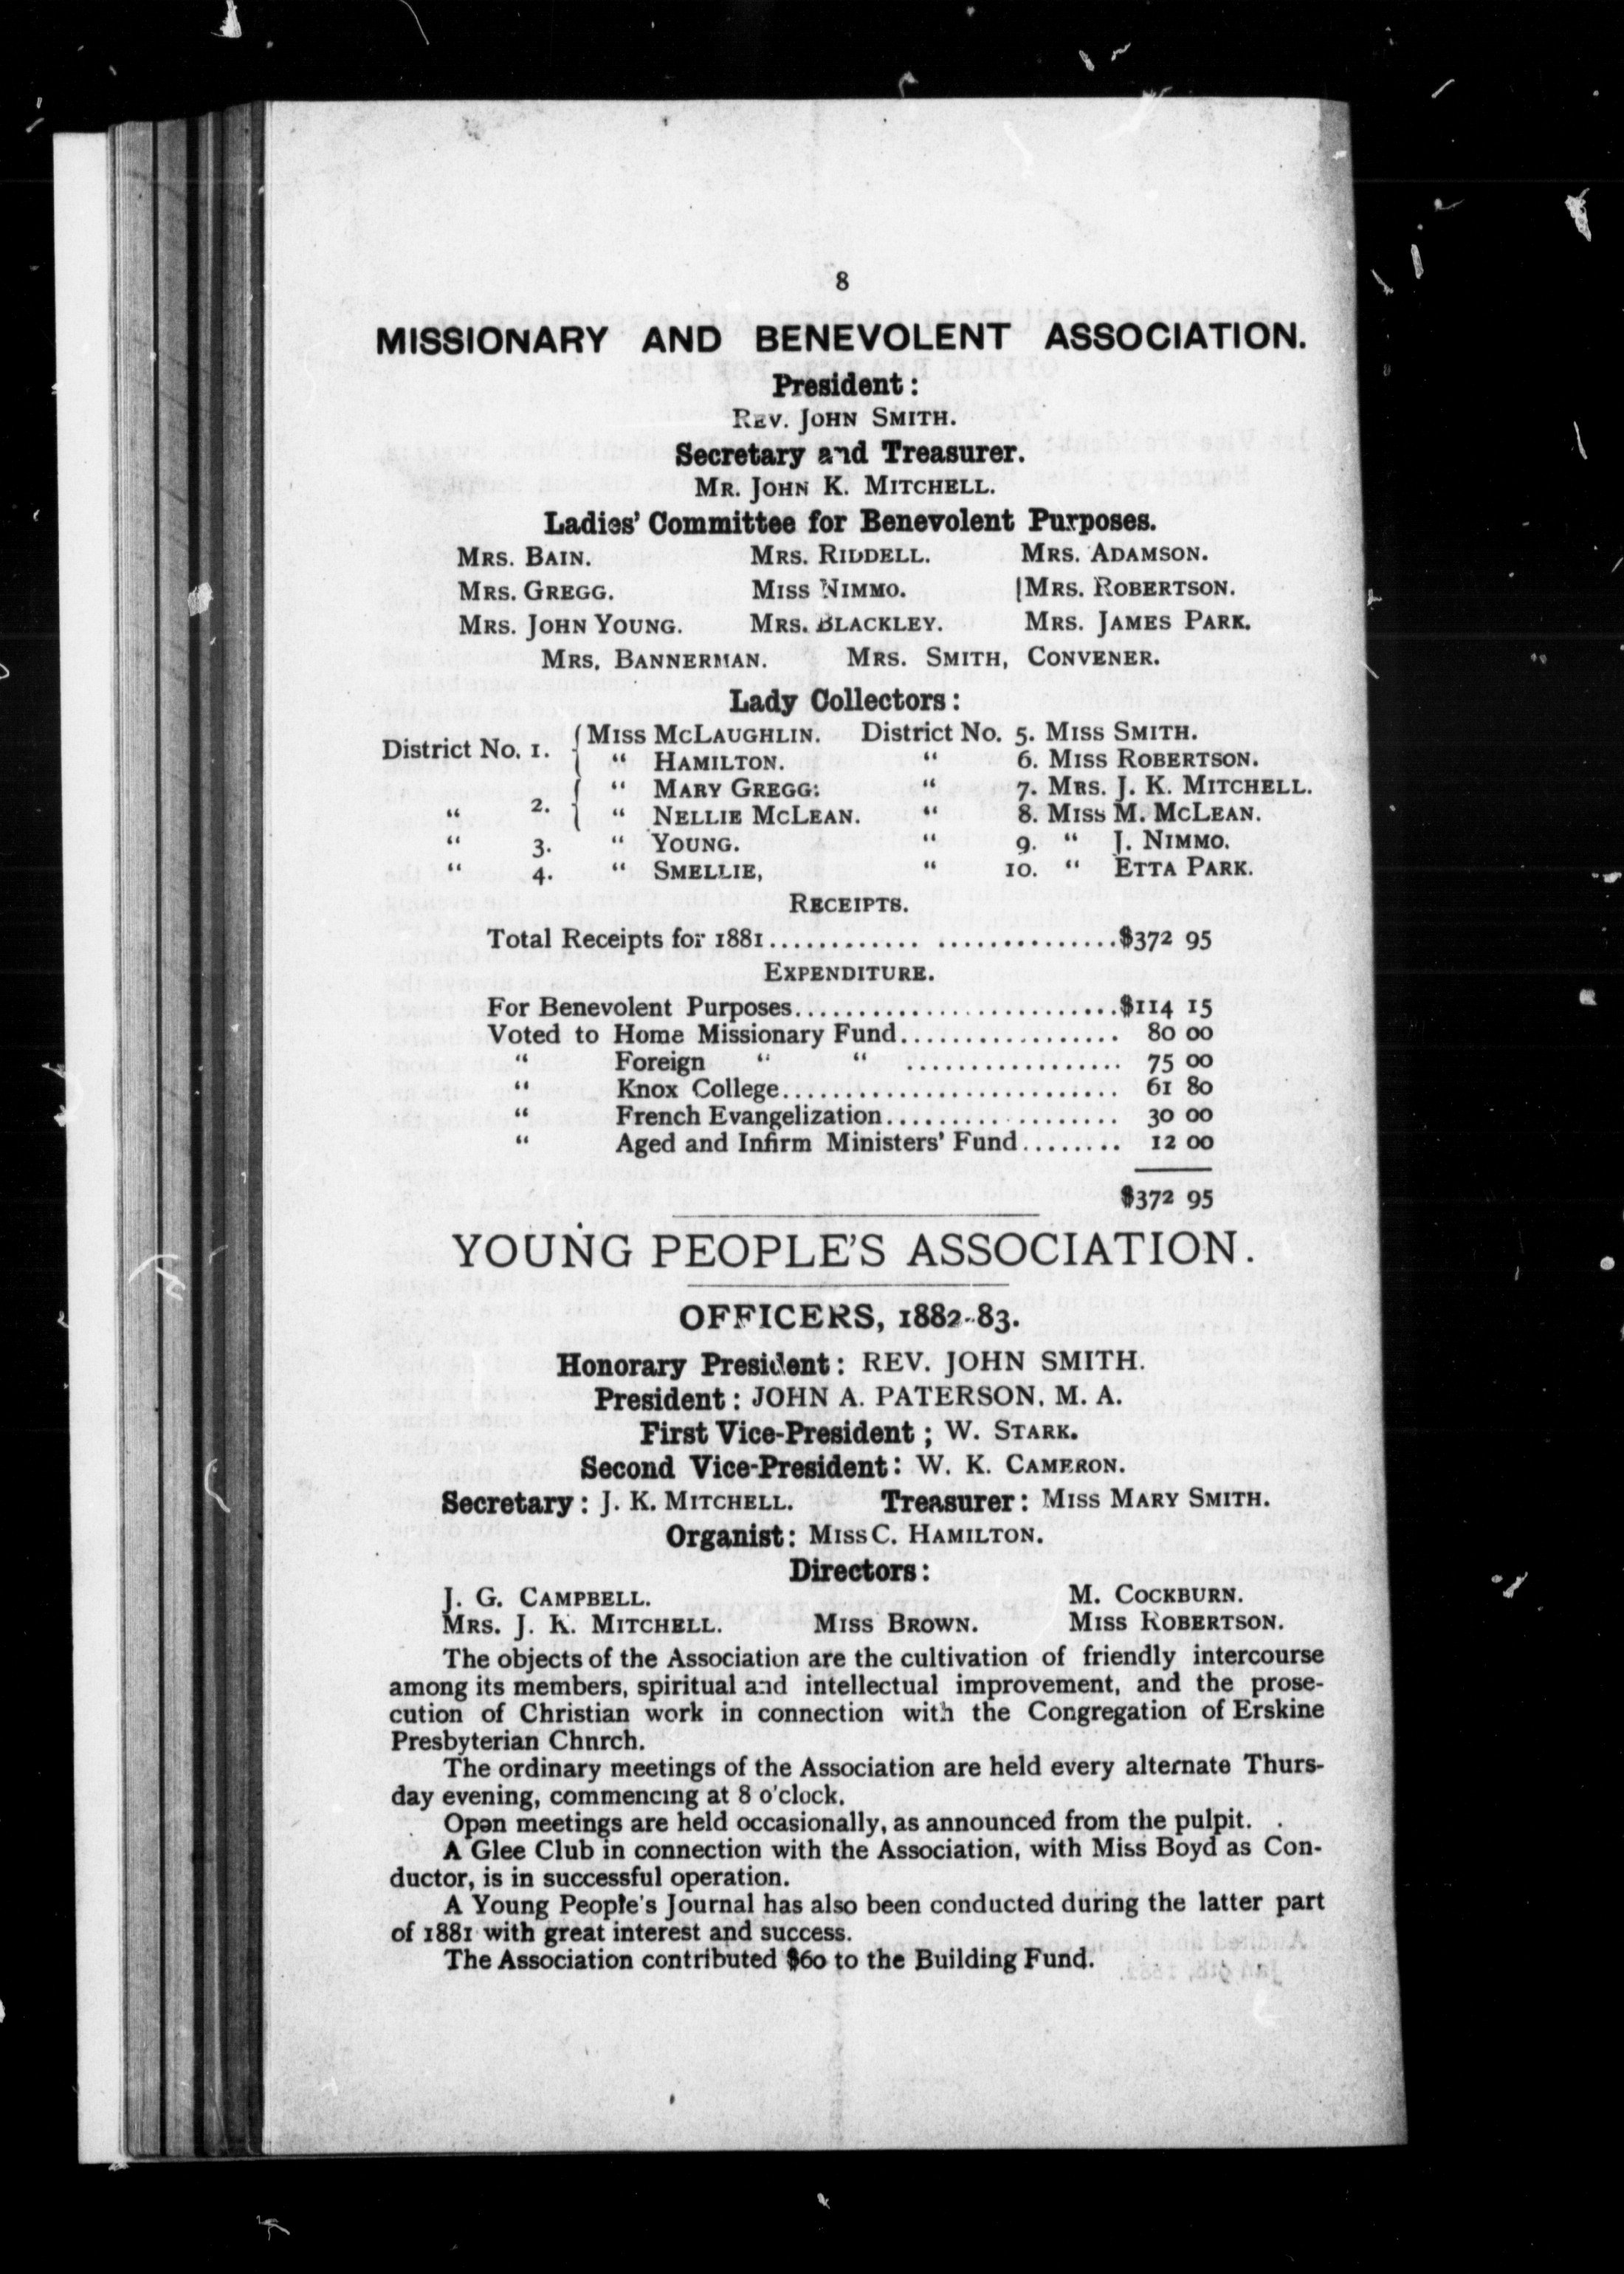 8
MISSIONARY AND BENEVOLENT ASSOCIATION.
President:
REV. JOHN SMITH.
Secretary and Treasurer.
MR. JOHN K. MITCHELL.
Ladies' Committee for Benevolent Purposes.
MRS. BAIN. MRS. RIDDELL. MRS. ADAMSON.
MRS. GREGG. MISS NIMMO. MRS. ROBERTSON.
MRS. JOHN YOUNG. MRS. BLACKLEY. MRS. JAMES PARK.
MRS. BANNERMAN. MRS. SMITH, CONVENER.
Lady Collectors:
District No. 1. { MISS MCLAUGHLIN. District No. 5. MISS SMITH.
" HAMILTON. " 6. MISS ROBERTSON.
{ " MARY GREGG: " 7. MRS. J. K. MITCHELL.
" 2. " NELLIE MCLEAN. " 8. MISS M. MCLEAN.
" 3. " YOUNG. " 9. " J. NIMMO.
" 4. " SMELLIE, " 10. " ETTA PARK.
RECEIPTS.
Total Receipts for 1881.............. ...............$372 95
EXPENDITURE.
For Benevolent Purposes...........................$114 15
Voted to Home Missionary Fund................. 80 00
" Foreign " " ................. 75 00
" Knox College........................... 61 80
" French Evangelization................... 30 00
" Aged and Infirm Ministers' Fund........ 12 00
$372 95
YOUNG PEOPLE'S ASSOCIATION.
OFFICERS, 1882-83.
Honorary President: REV. JOHN SMITH.
President: JOHN A. PATERSON, M. A.
First Vice-President; W. STARK.
Second Vice-President: W. K. CAMERON.
Secretary: J. K. MITCHELL. Treasurer: MISS MARY SMITH.
Organist: MISS C. HAMILTON.
Directors:
J. G. CAMPBELL. M. COCKBURN.
MRS. J. K. MITCHELL. MISS BROWN. MISS ROBERTSON.
The objects of the Association are the cultivation of friendly intercourse
among its members, spiritual and intellectual improvement, and the prose-
cution of Christian work in connection with the Congregation of Erskine
Presbyterian Chnrch.
The ordinary meetings of the Association are held every alternate Thurs-
day evening, commencing at 8 o'clock.
Open meetings are held occasionally, as announced from the pulpit.
A Glee Club in connection with the Association, with Miss Boyd as Con-
ductor, is in successful operation.
A Young People's Journal has also been conducted during the latter part
of 1881 with great interest and success.
The Association contributed $60 to the Building Fund.